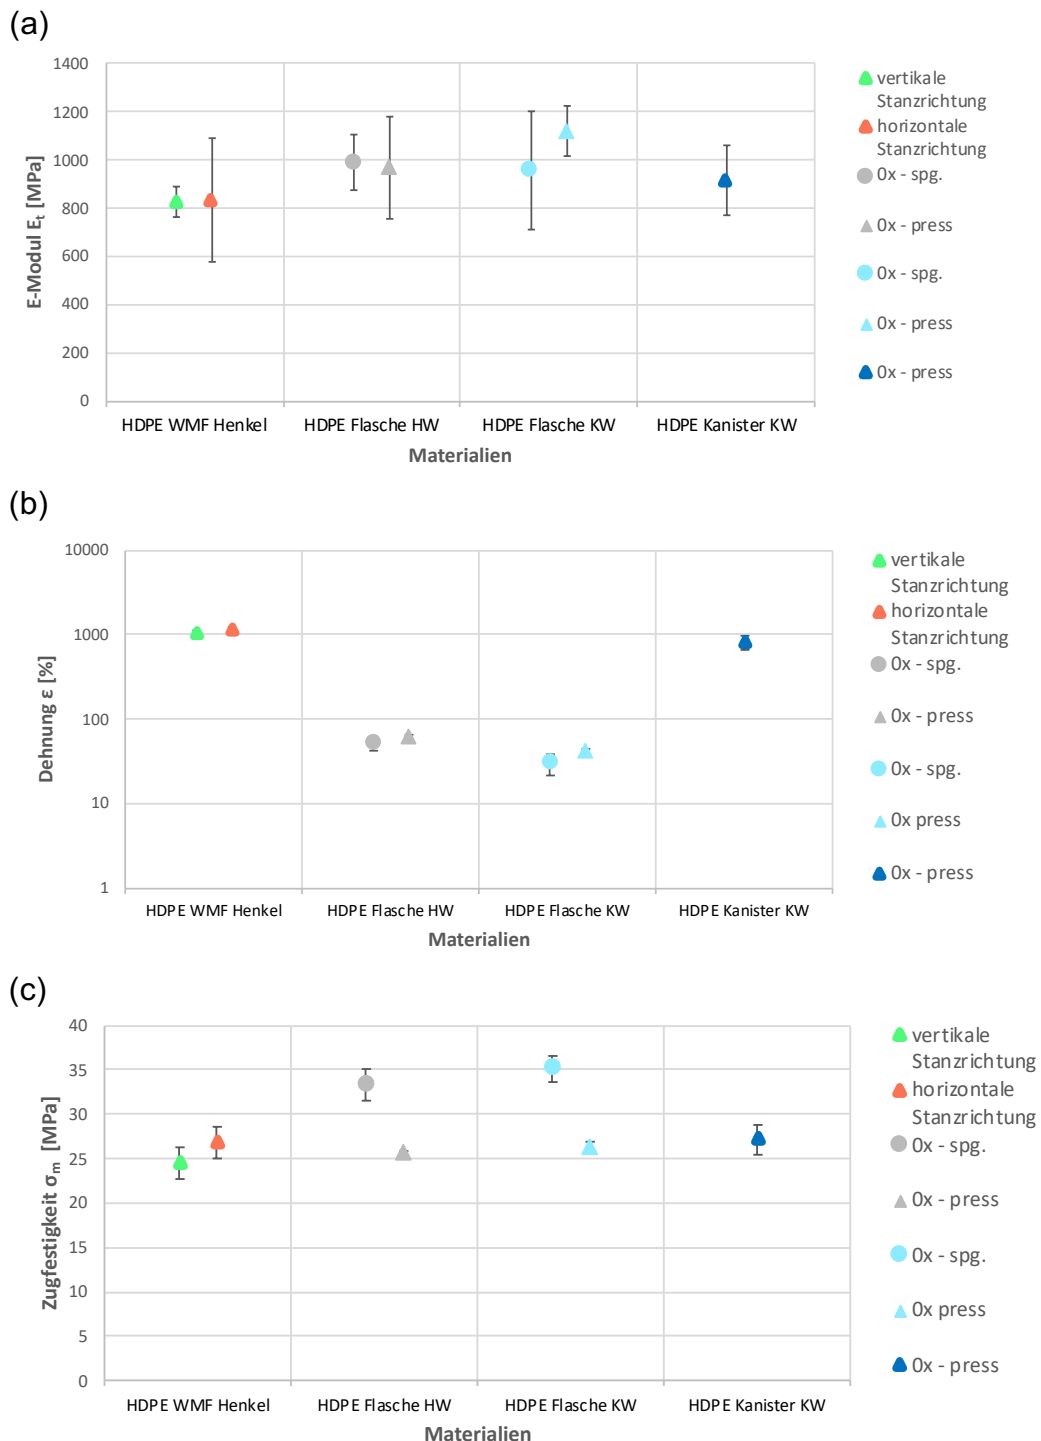 (a)
1400
1200
1000
800
600
400
200
0
E-Modul Et [MPa]
HDPE WMF Henkel
HDPE Flasche HW
HDPE Flasche KW
HDPE Kanister KW
Materialien
vertikale
Stanzrichtung
horizontale
Stanzrichtung
0x - spg.
0x - press
0x - spg.
0x - press
0x - press
(b)
10000
1000
100
10
1
Dehnung ε [%]
HDPE WMF Henkel
HDPE Flasche HW
HDPE Flasche KW
HDPE Kanister KW
Materialien
vertikale
Stanzrichtung
horizontale
Stanzrichtung
0x - spg.
0x - press
0x - spg.
0x press
0x - press
(c)
40
35
30
25
20
15
10
5
0
Zugfestigkeit σm [MPa]
HDPE WMF Henkel
HDPE Flasche HW
HDPE Flasche KW
HDPE Kanister KW
Materialien
vertikale
Stanzrichtung
horizontale
Stanzrichtung
0x - spg.
0x - press
0x - spg.
0x press
0x - press